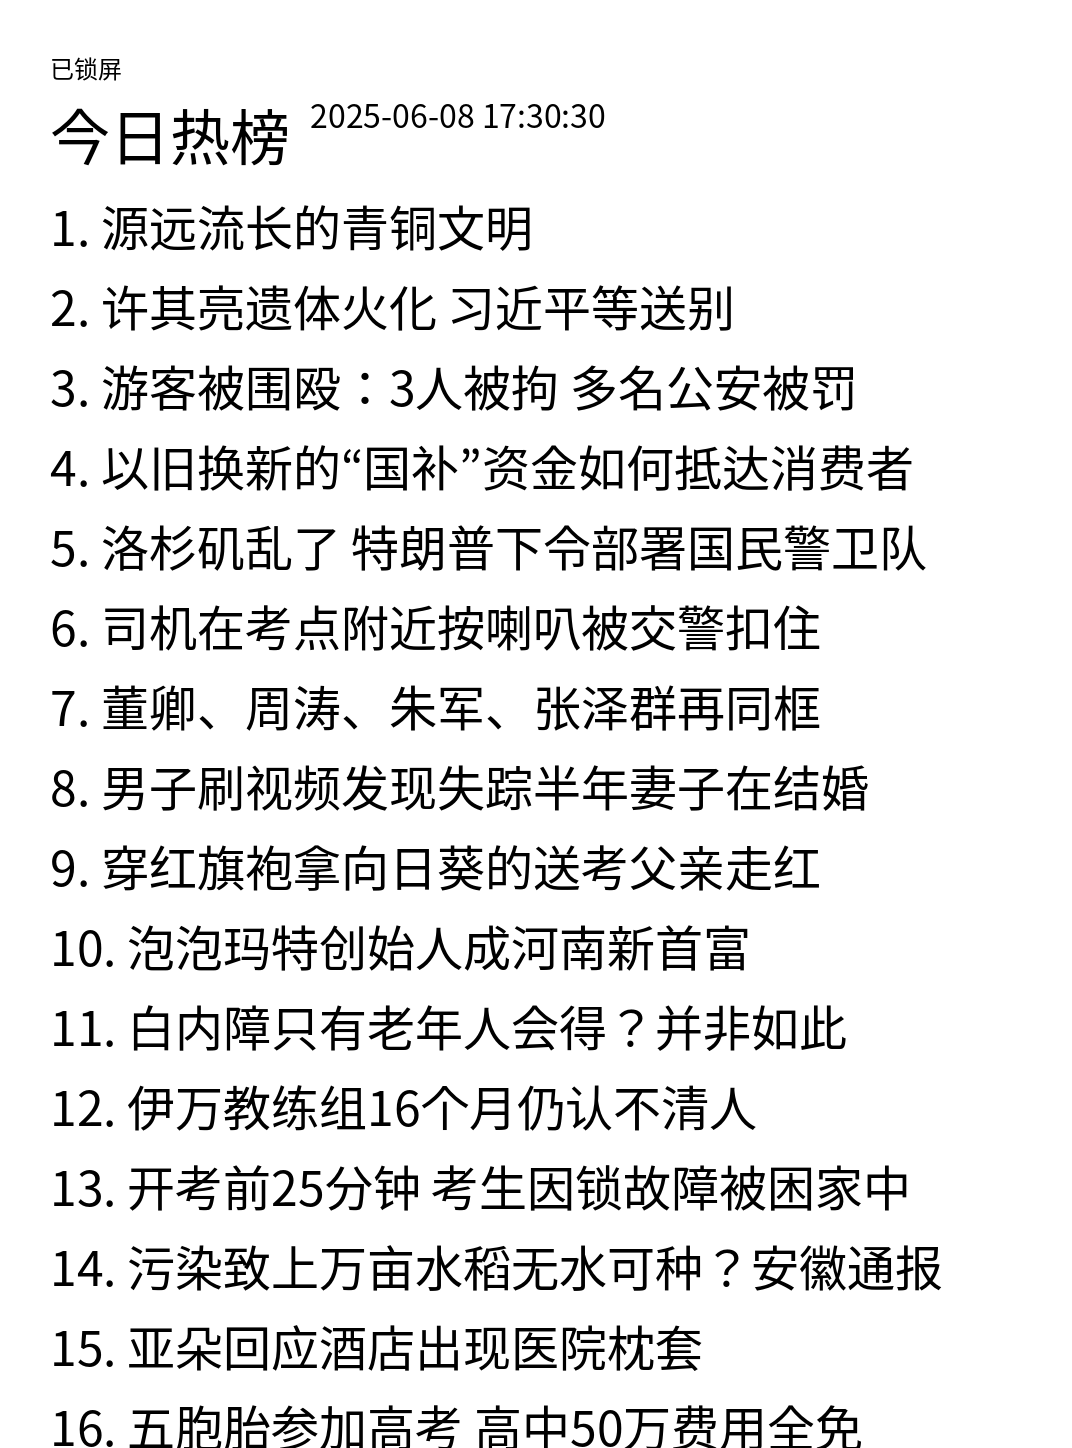 已锁屏
今日热榜 2025-06-08 17:30:30
1. 源远流长的青铜文明
2. 许其亮遗体火化 习近平等送别
3. 游客被围殴：3人被拘 多名公安被罚
4. 以旧换新的“国补”资金如何抵达消费者
5. 洛杉矶乱了 特朗普下令部署国民警卫队
6. 司机在考点附近按喇叭被交警扣住
7. 董卿、周涛、朱军、张泽群再同框
8. 男子刷视频发现失踪半年妻子在结婚
9. 穿红旗袍拿向日葵的送考父亲走红
10. 泡泡玛特创始人成河南新首富
11. 白内障只有老年人会得？并非如此
12. 伊万教练组16个月仍认不清人
13. 开考前25分钟 考生因锁故障被困家中
14. 污染致上万亩水稻无水可种？安徽通报
15. 亚朵回应酒店出现医院枕套
16. 五胞胎参加高考 高中50万费用全免